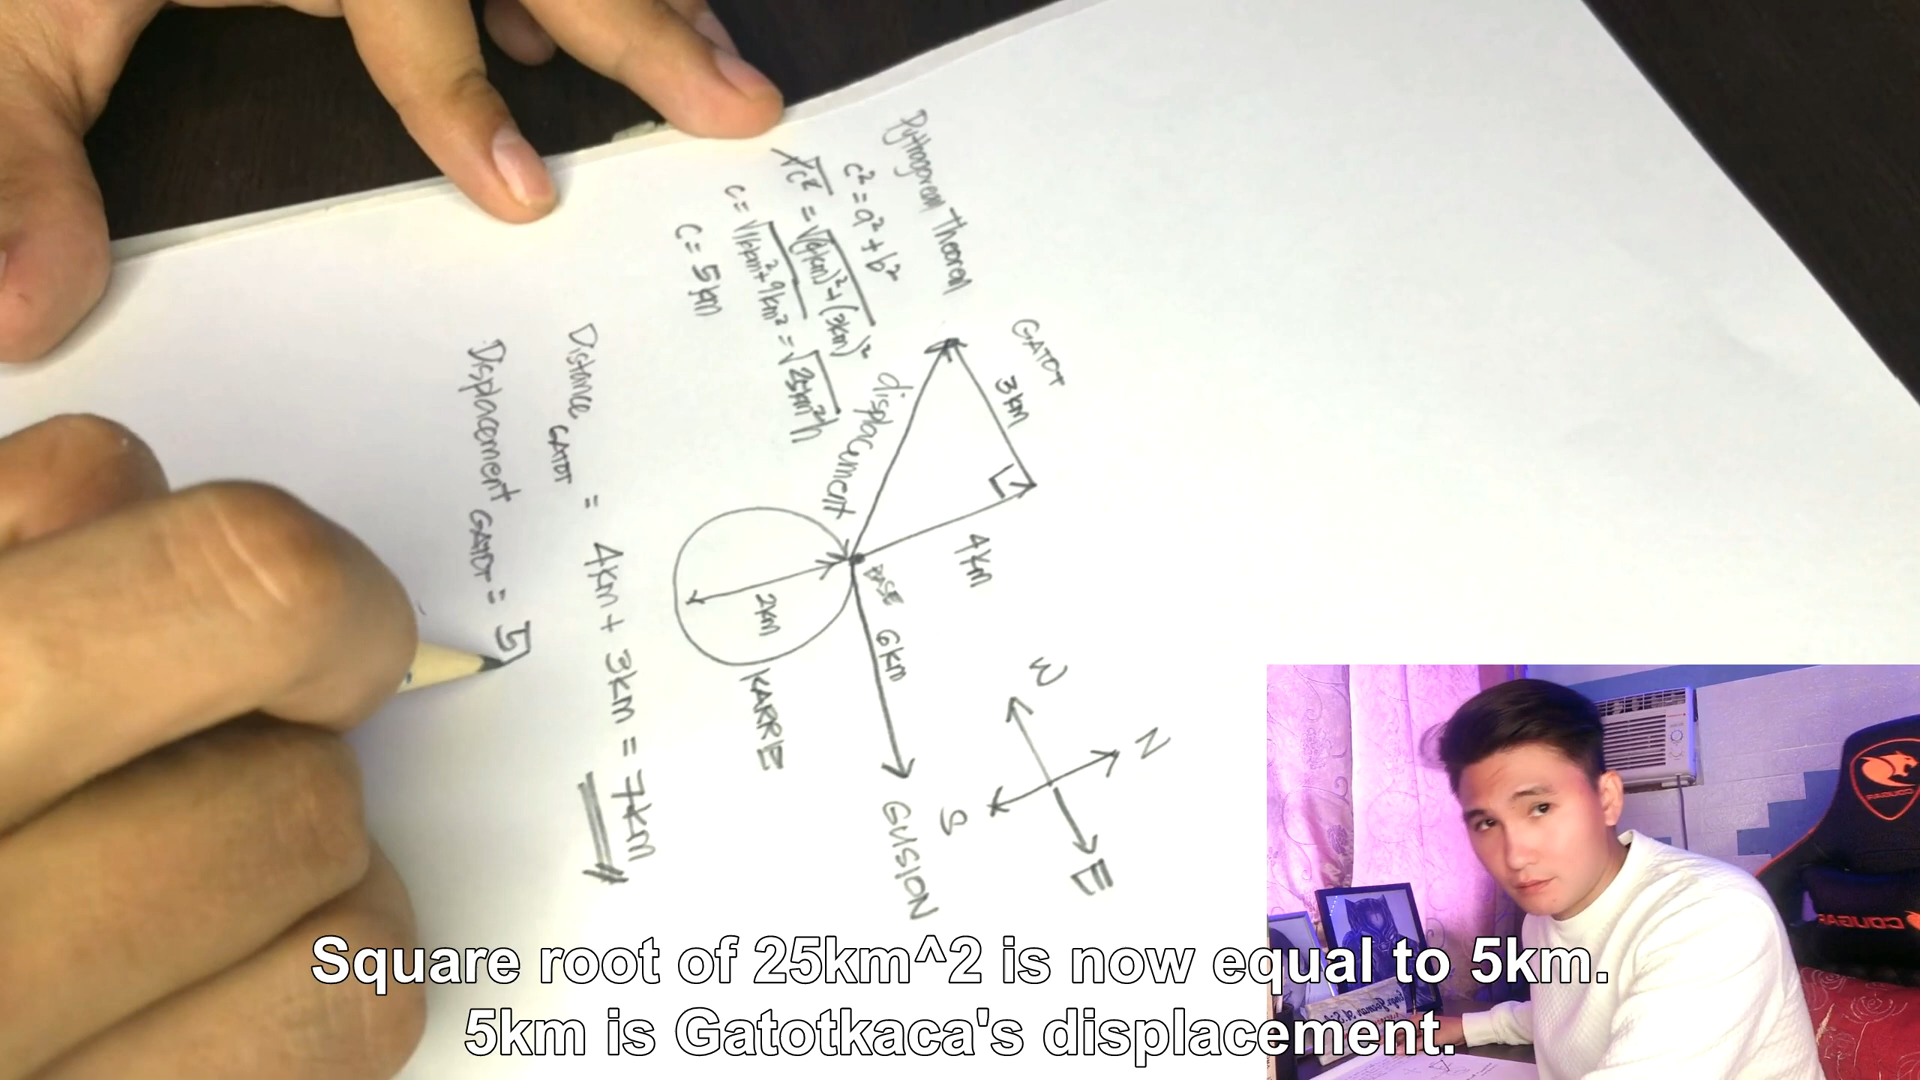 Pythagorean Theorem
c² = a² + b²
√c² = √(4km)² + (3km)²
c = √16km² + 9km² = √25km²
c = 5km
GATOT
3km
4km
displacement
BASE
6km
GUSION
2km
KARRIE
W
N
S
E
Distance GATOT = 4km + 3km = 7km
Displacement GATOT = 5
COUGAR
COUGAR
Square root of 25km^2 is now equal to 5km.
5km is Gatotkaca's displacement.